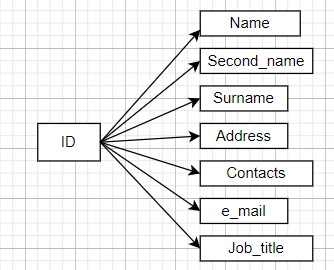 Name
Second_name
Surname
ID
Address
Contacts
e_mail
Job_title